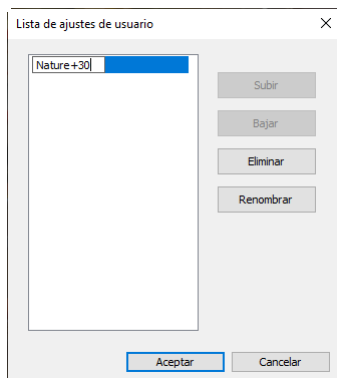 Lista de ajustes de usuario
Nature+30
Subir
Bajar
Eliminar
Renombrar
Aceptar
Cancelar